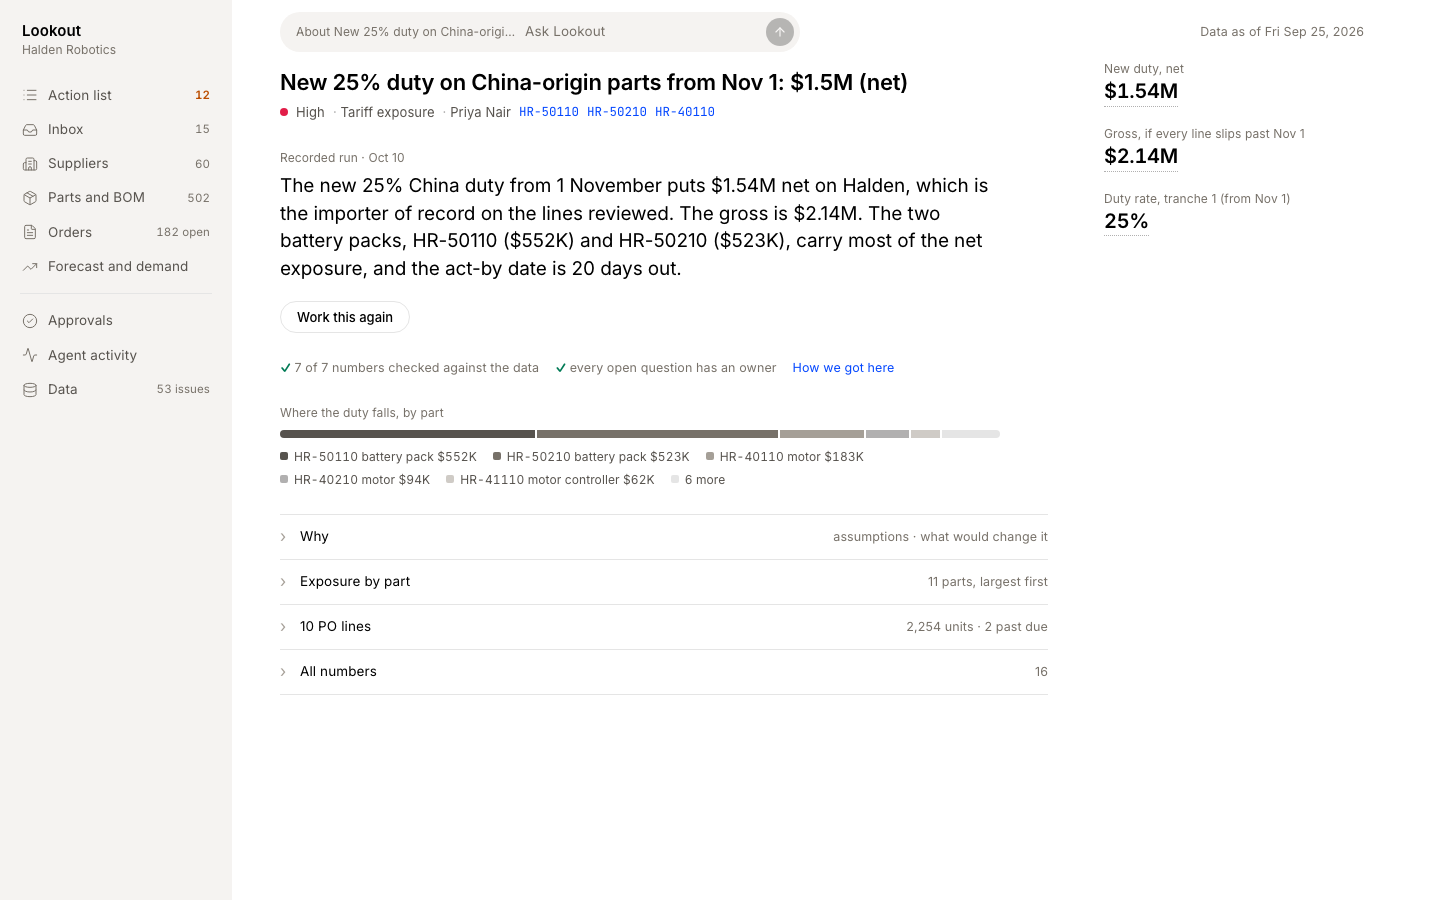 Lookout
Halden Robotics
Action list 12
Inbox 15
Suppliers 60
Parts and BOM 502
Orders 182 open
Forecast and demand
Approvals
Agent activity
Data 53 issues
About New 25% duty on China-origi... Ask Lookout
Data as of Fri Sep 25, 2026
New 25% duty on China-origin parts from Nov 1: $1.5M (net)
High · Tariff exposure · Priya Nair HR-50110 HR-50210 HR-40110
Recorded run · Oct 10
The new 25% China duty from 1 November puts $1.54M net on Halden, which is
the importer of record on the lines reviewed. The gross is $2.14M. The two
battery packs, HR-50110 ($552K) and HR-50210 ($523K), carry most of the net
exposure, and the act-by date is 20 days out.
Work this again
7 of 7 numbers checked against the data every open question has an owner How we got here
Where the duty falls, by part
HR-50110 battery pack $552K HR-50210 battery pack $523K HR-40110 motor $183K
HR-40210 motor $94K HR-41110 motor controller $62K 6 more
Why assumptions · what would change it
Exposure by part 11 parts, largest first
10 PO lines 2,254 units · 2 past due
All numbers 16
New duty, net
$1.54M
Gross, if every line slips past Nov 1
$2.14M
Duty rate, tranche 1 (from Nov 1)
25%